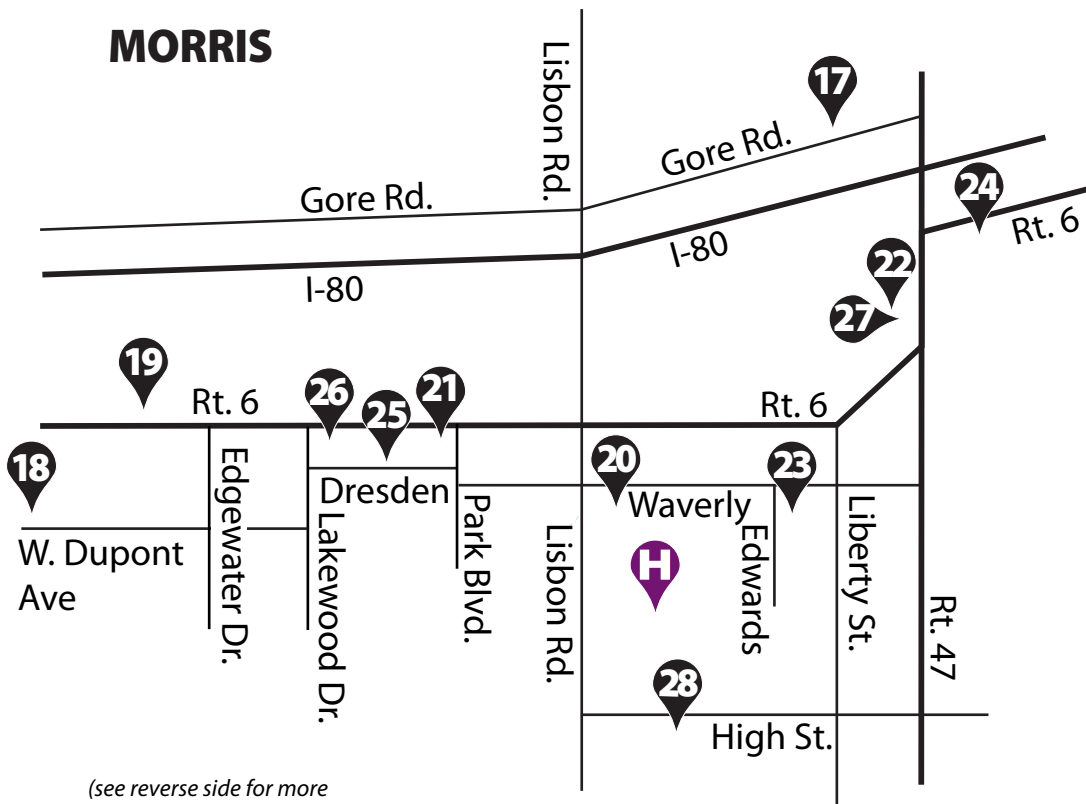 MORRIS
Lisbon Rd.
17
Gore Rd.
Gore Rd.
24
Rt. 6
I-80
I-80
22
27
19
Rt. 6
26
21
25
Rt. 6
18
20
23
Dresden
Waverly
W. Dupont
Ave
Edgewater Dr.
Lakewood Dr.
Park Blvd.
Lisbon Rd.
H
Edwards
Liberty St.
Rt. 47
28
High St.
(see reverse side for more